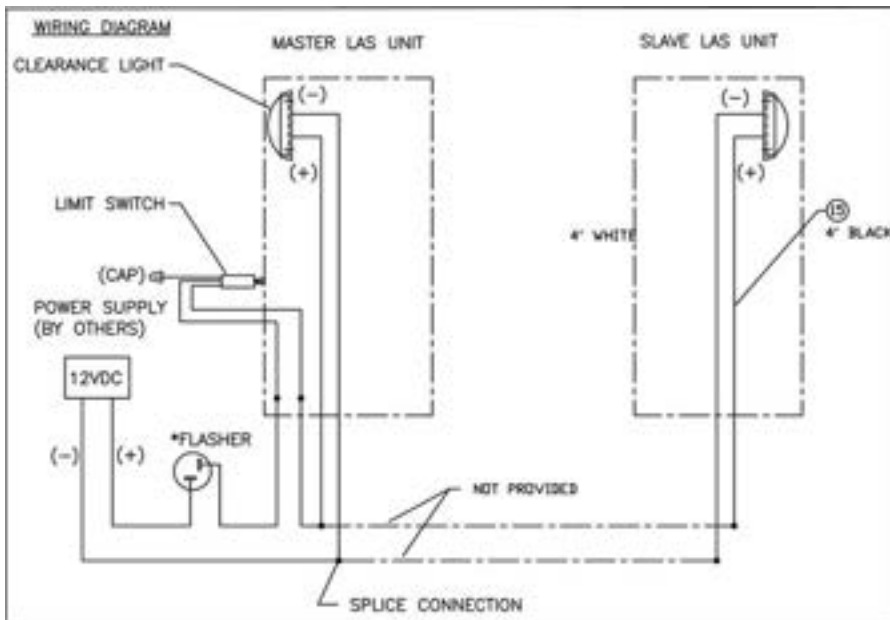 WIRING DIAGRAM
MASTER LAS UNIT
SLAVE LAS UNIT
CLEARANCE LIGHT
(-)
(-)
(+)
(+)
LIMIT SWITCH
15
4' WHITE
4' BLACK
(CAP)
POWER SUPPLY
(BY OTHERS)
12VDC
*FLASHER
(-)
(+)
NOT PROVIDED
SPLICE CONNECTION